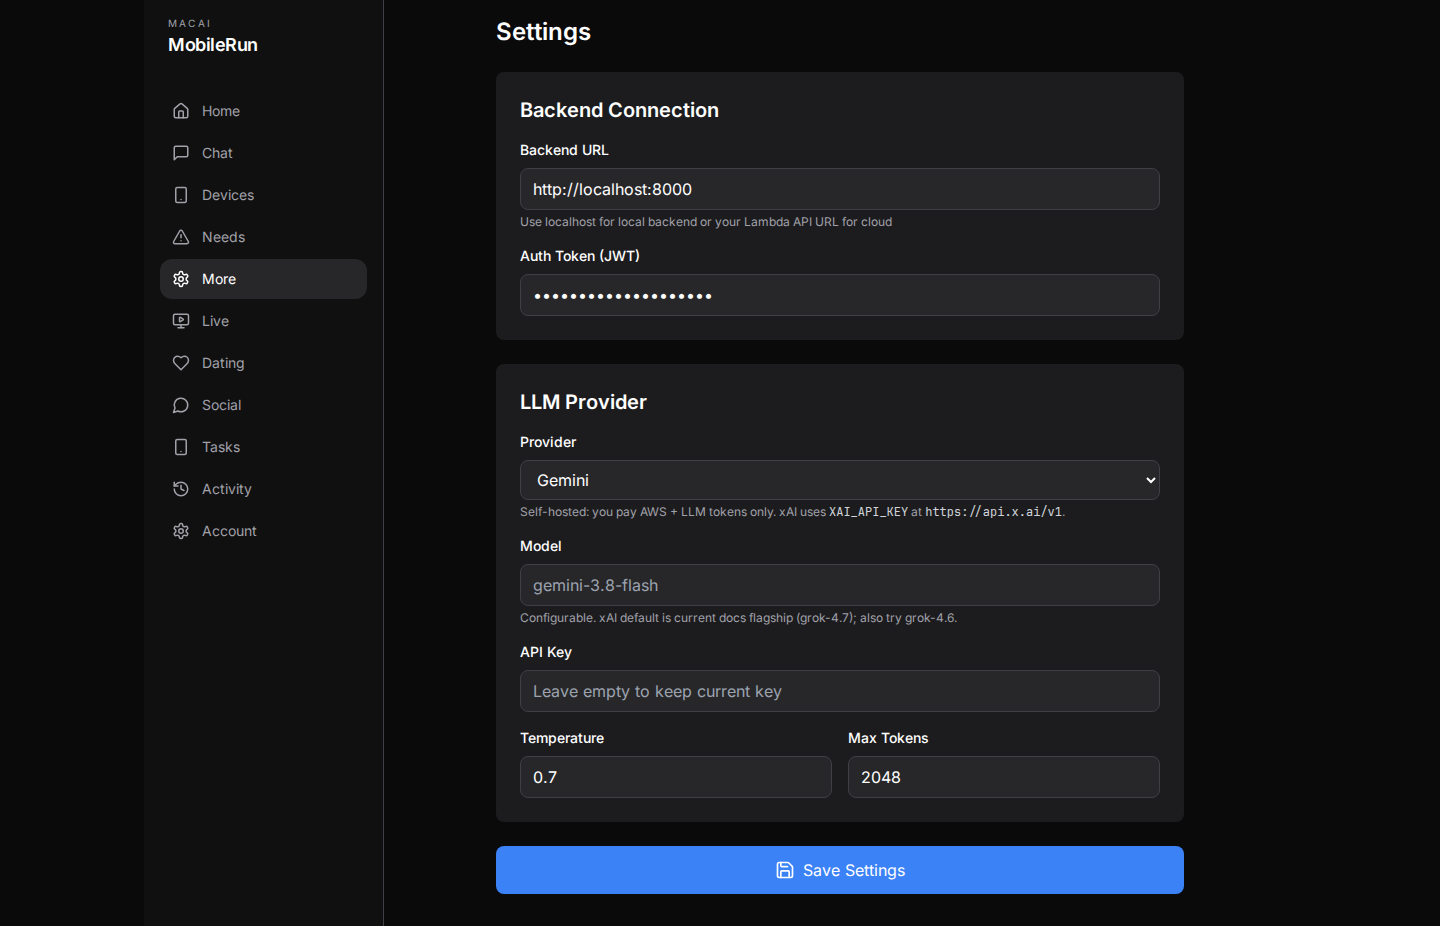 MACAI
MobileRun
Home
Chat
Devices
Needs
More
Live
Dating
Social
Tasks
Activity
Account
Settings
Backend Connection
Backend URL
http://localhost:8000
Use localhost for local backend or your Lambda API URL for cloud
Auth Token (JWT)
••••••••••••••••••••
LLM Provider
Provider
Gemini
Self-hosted: you pay AWS + LLM tokens only. xAI uses XAI_API_KEY at https://api.x.ai/v1.
Model
gemini-3.8-flash
Configurable. xAI default is current docs flagship (grok-4.7); also try grok-4.6.
API Key
Leave empty to keep current key
Temperature
Max Tokens
0.7
2048
Save Settings